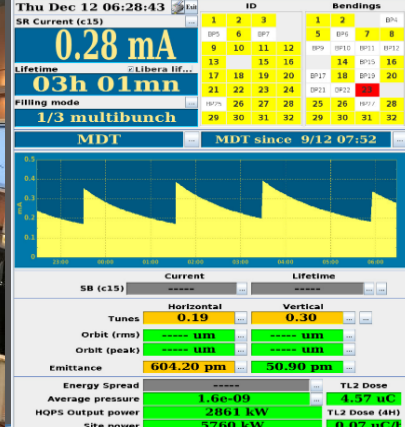 Thu Dec 12 06:28:43 Exit
SR Current (c15)
0.28 mA
Lifetime Libera lif...
03h 01mn
Filling mode
1/3 multibunch
ID
1 2 3
BP5 6 BP7
9 10 11 12
13 15 16
17 18 19 20
21 22 23 24
26 27 28
29 30 31 32
Bendings
1 2 BP4
5 BP6 7 8
BP9 BP10 BP11 BP12
14 BP15 16
BP17 18 BP19 20
BP21 BP22 24
25 26 BP27 28
29 30 31 32
MDT ... MDT since 9/12 07:52 ...
0.5
0.4
0.3
0.2
0.1
0
mA
23:00 00:00 01:00 02:00 03:00 04:00 05:00 06:00
Current Lifetime
SB (c15) ----- ... ----- ... ...
Horizontal Vertical
Tunes 0.19 ... 0.30 ... ...
Orbit (rms) ----- um ... ----- um ...
Orbit (peak) ----- um ... ----- um ...
Emittance 604.20 pm ... 50.90 pm ...
Energy Spread ----- ... TL2 Dose
Average pressure 1.6e-09 ... 4.57 uC
HQPS Output power 2861 kW TL2 Dose (4H)
Site power 5760 kW 0.07 uC/h